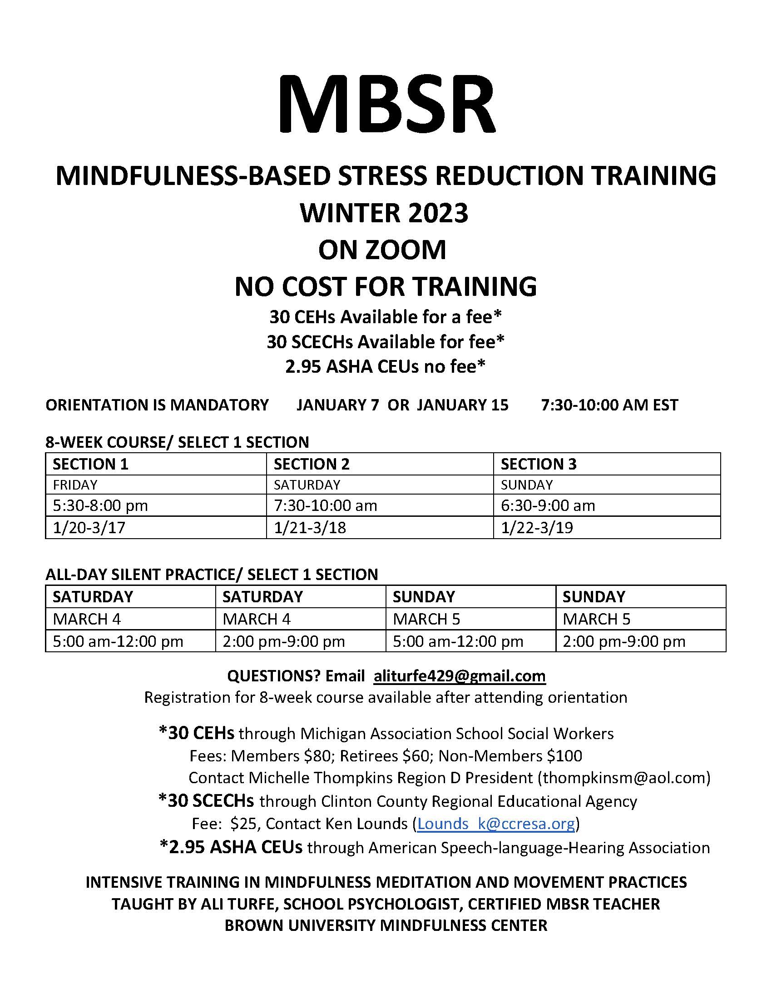 MBSR
MINDFULNESS-BASED STRESS REDUCTION TRAINING
WINTER 2023
ON ZOOM
NO COST FOR TRAINING
30 CEHs Available for a fee*
30 SCECHs Available for fee*
2.95 ASHA CEUs no fee*
ORIENTATION IS MANDATORY JANUARY 7 OR JANUARY 15 7:30-10:00 AM EST
8-WEEK COURSE/ SELECT 1 SECTION
SECTION 1 SECTION 2 SECTION 3
FRIDAY SATURDAY SUNDAY
5:30-8:00 pm 7:30-10:00 am 6:30-9:00 am
1/20-3/17 1/21-3/18 1/22-3/19
ALL-DAY SILENT PRACTICE/ SELECT 1 SECTION
SATURDAY SATURDAY SUNDAY SUNDAY
MARCH 4 MARCH 4 MARCH 5 MARCH 5
5:00 am-12:00 pm 2:00 pm-9:00 pm 5:00 am-12:00 pm 2:00 pm-9:00 pm
QUESTIONS? Email aliturfe429@gmail.com
Registration for 8-week course available after attending orientation
*30 CEHs through Michigan Association School Social Workers
Fees: Members $80; Retirees $60; Non-Members $100
Contact Michelle Thompkins Region D President (thompkinsm@aol.com)
*30 SCECHs through Clinton County Regional Educational Agency
Fee: $25, Contact Ken Lounds (Lounds_k@ccresa.org)
*2.95 ASHA CEUs through American Speech-language-Hearing Association
INTENSIVE TRAINING IN MINDFULNESS MEDITATION AND MOVEMENT PRACTICES
TAUGHT BY ALI TURFE, SCHOOL PSYCHOLOGIST, CERTIFIED MBSR TEACHER
BROWN UNIVERSITY MINDFULNESS CENTER